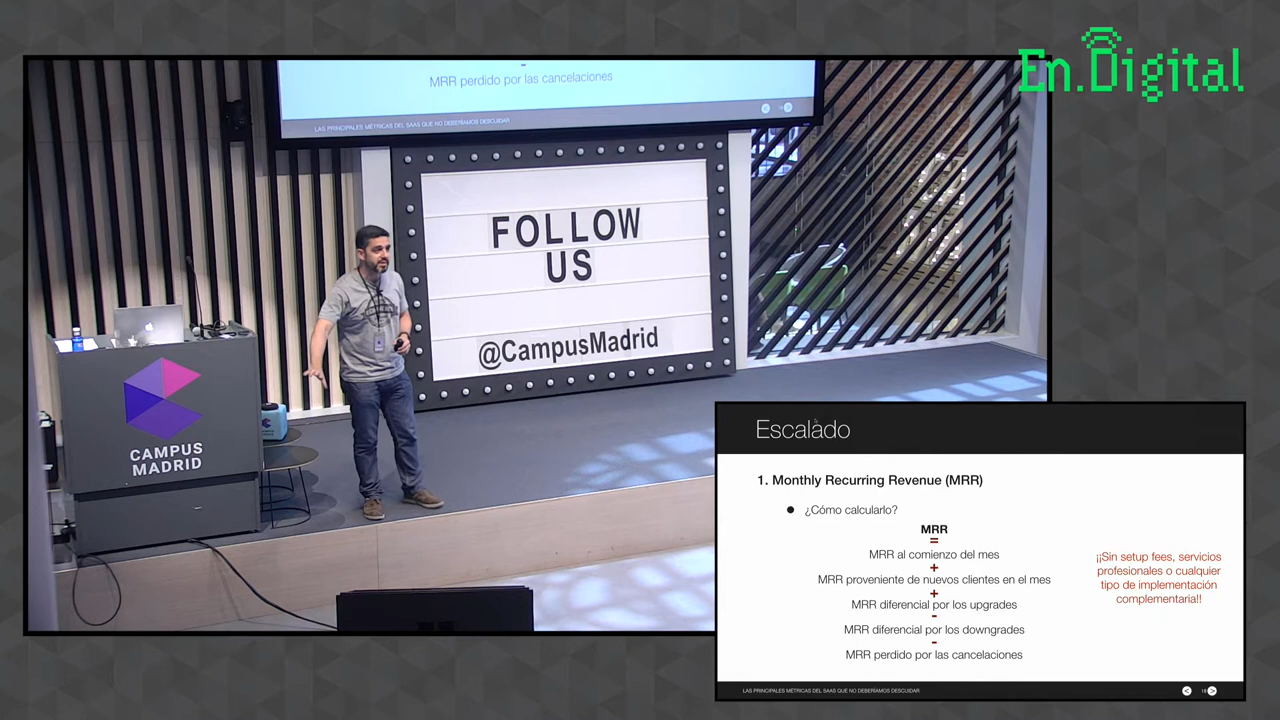 En.Digital
MRR perdido por las cancelaciones
LAS PRINCIPALES MÉTRICAS DEL SAAS QUE NO DEBERÍAMOS DESCUIDAR
FOLLOW
US
@CampusMadrid
CAMPUS
MADRID
Escalado
1. Monthly Recurring Revenue (MRR)
● ¿Cómo calcularlo?
MRR
=
MRR al comienzo del mes
+
MRR proveniente de nuevos clientes en el mes
+
MRR diferencial por los upgrades
-
MRR diferencial por los downgrades
-
MRR perdido por las cancelaciones
¡¡Sin setup fees, servicios
profesionales o cualquier
tipo de implementación
complementaria!!
LAS PRINCIPALES MÉTRICAS DEL SAAS QUE NO DEBERÍAMOS DESCUIDAR